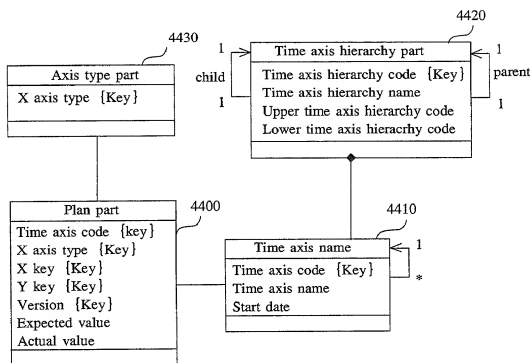 4420
4430
Time axis hierarchy part
Time axis hierarchy code {Key}
Time axis hierarchy name
Upper time axis hierarchy code
Lower time axis hieracrhy code
1
child
1
1
parent
1
Axis type part
X axis type {Key}
4400
Plan part
Time axis code {key}
X axis type {Key}
X key {Key}
Y key {Key}
Version {Key}
Expected value
Actual value
4410
Time axis name
Time axis code {Key}
Time axis name
Start date
1
*